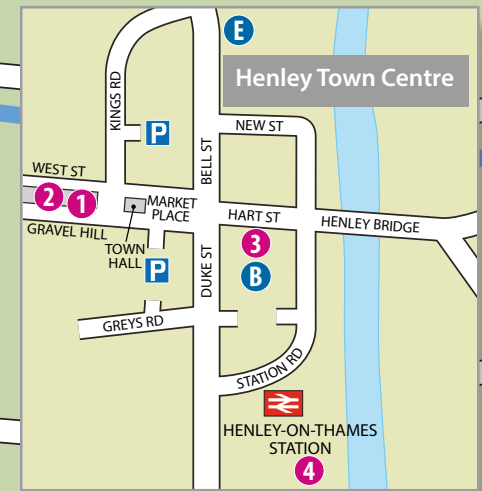 E
Henley Town Centre
KINGS RD
P
NEW ST
BELL ST
WEST ST
2
1
MARKET
PLACE
HART ST
HENLEY BRIDGE
GRAVEL HILL
TOWN
HALL
3
P
DUKE ST
B
GREYS RD
STATION RD
HENLEY-ON-THAMES
STATION
4